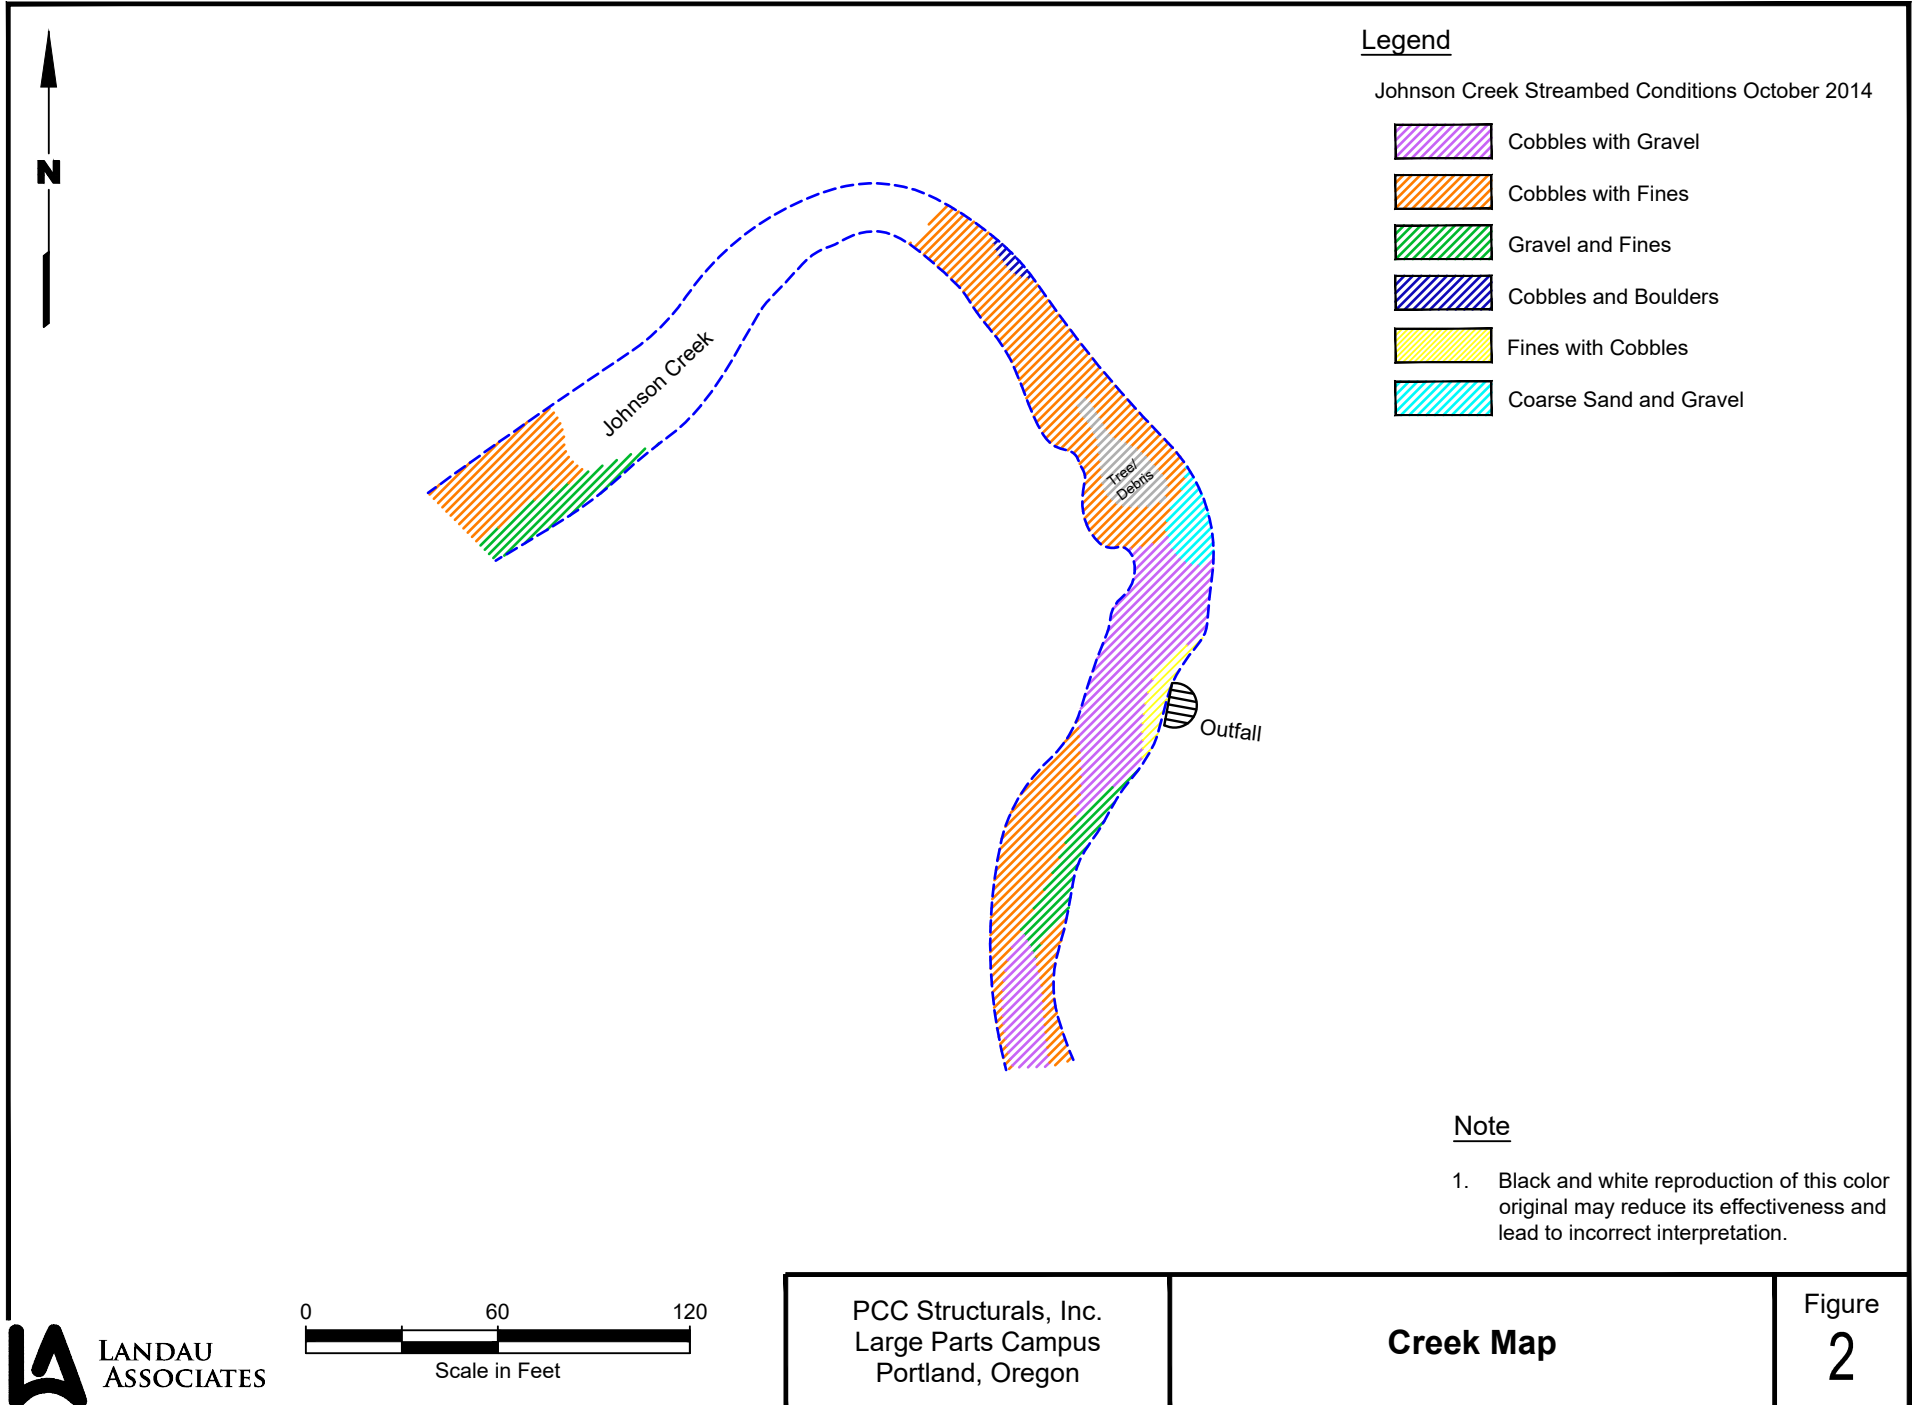 Legend
Johnson Creek Streambed Conditions October 2014
Cobbles with Gravel
Cobbles with Fines
Gravel and Fines
Cobbles and Boulders
Fines with Cobbles
Coarse Sand and Gravel
N
Johnson Creek
Tree/
Debris
Outfall
Note
1. Black and white reproduction of this color
original may reduce its effectiveness and
lead to incorrect interpretation.
LA
LANDAU
ASSOCIATES
0 60 120
Scale in Feet
PCC Structurals, Inc.
Large Parts Campus
Portland, Oregon
Creek Map
Figure
2